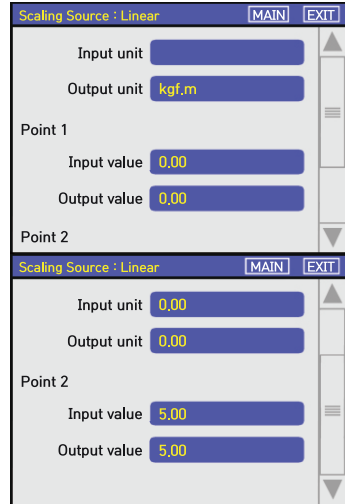 Scaling Source : Linear MAIN EXIT
Input unit
Output unit kgf.m
Point 1
Input value 0.00
Output value 0.00
Point 2
Scaling Source : Linear MAIN EXIT
Input unit 0.00
Output unit 0.00
Point 2
Input value 5.00
Output value 5.00